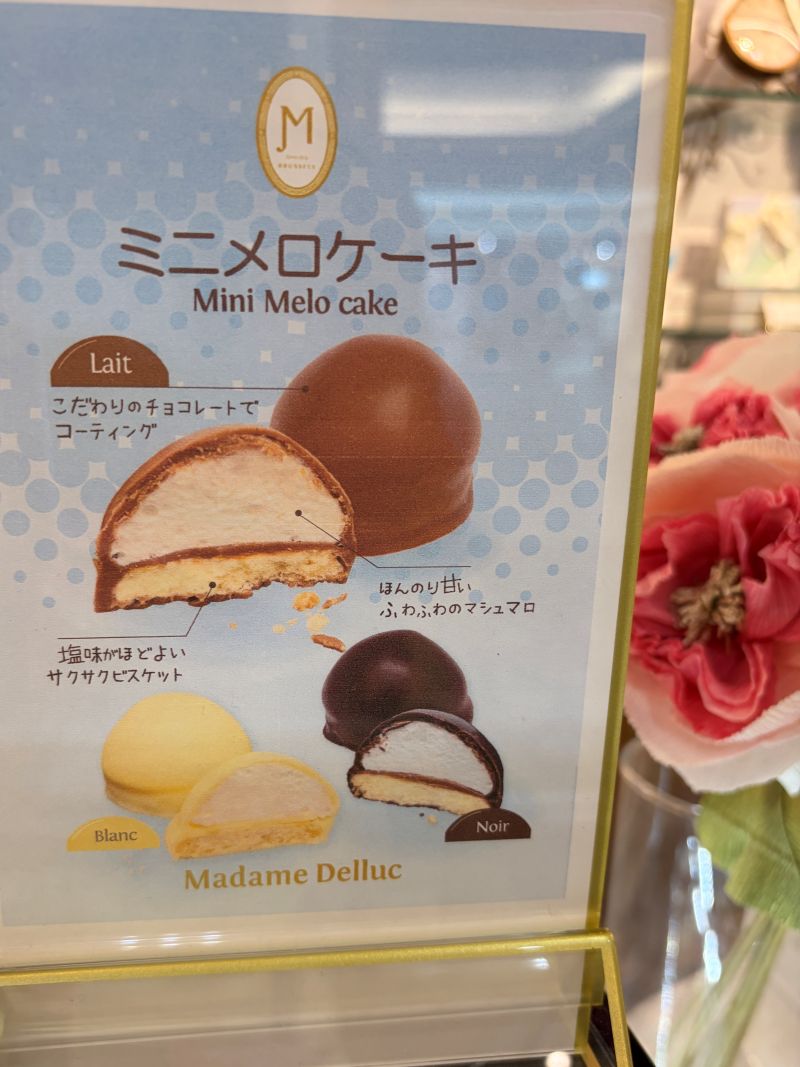 M
BRUSSELS
ミニメロケーキ
Mini Melo cake
Lait
こだわりのチョコレートで
コーティング
ほんのり甘い
ふわふわのマシュマロ
塩味がほどよい
サクサクビスケット
Blanc
Noir
Madame Delluc